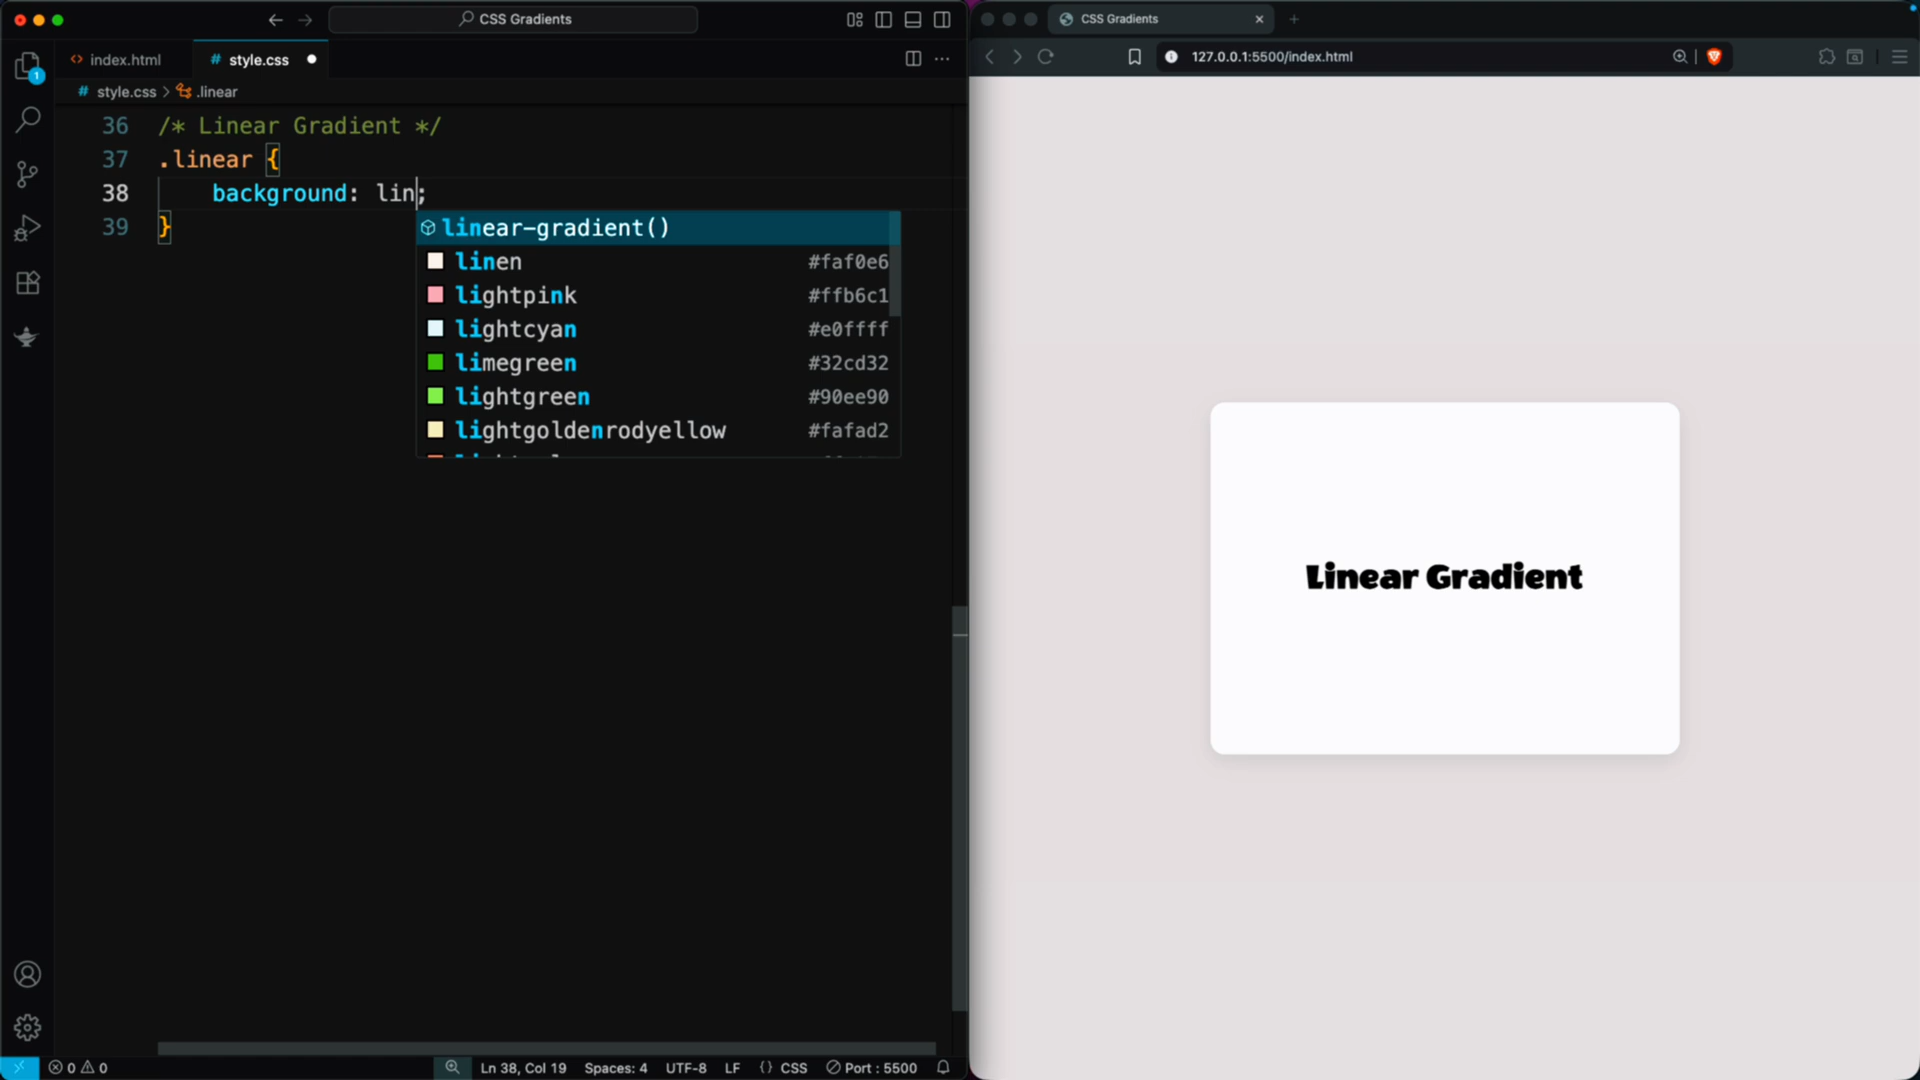 CSS Gradients
index.html
style.css
style.css > .linear
36 /* Linear Gradient */
37 .linear {
38 background: lin;
39 }
linear-gradient()
linen #faf0e6
lightpink #ffb6c1
lightcyan #e0ffff
limegreen #32cd32
lightgreen #90ee90
lightgoldenrodyellow #fafad2
1
0 0
Ln 38, Col 19
Spaces: 4
UTF-8
LF
{} CSS
Port : 5500
CSS Gradients
127.0.0.1:5500/index.html
Linear Gradient